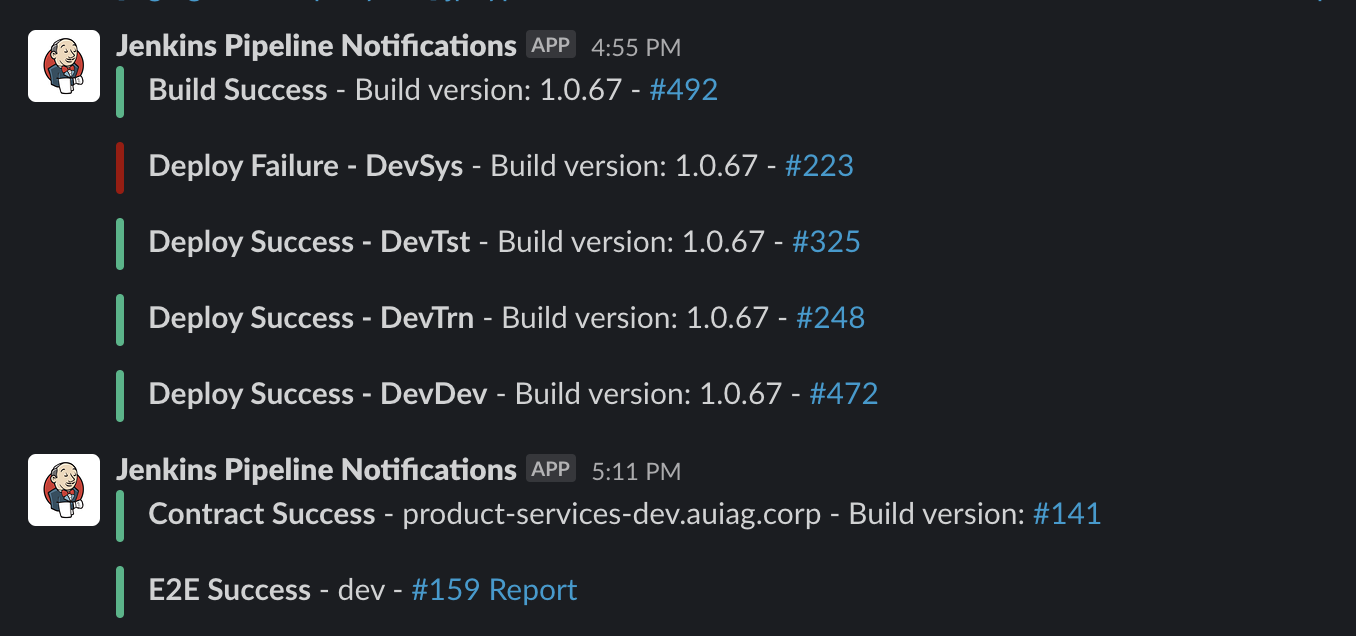 Jenkins Pipeline Notifications APP 4:55 PM
Build Success - Build version: 1.0.67 - #492
Deploy Failure - DevSys - Build version: 1.0.67 - #223
Deploy Success - DevTst - Build version: 1.0.67 - #325
Deploy Success - DevTrn - Build version: 1.0.67 - #248
Deploy Success - DevDev - Build version: 1.0.67 - #472
Jenkins Pipeline Notifications APP 5:11 PM
Contract Success - product-services-dev.auiag.corp - Build version: #141
E2E Success - dev - #159 Report